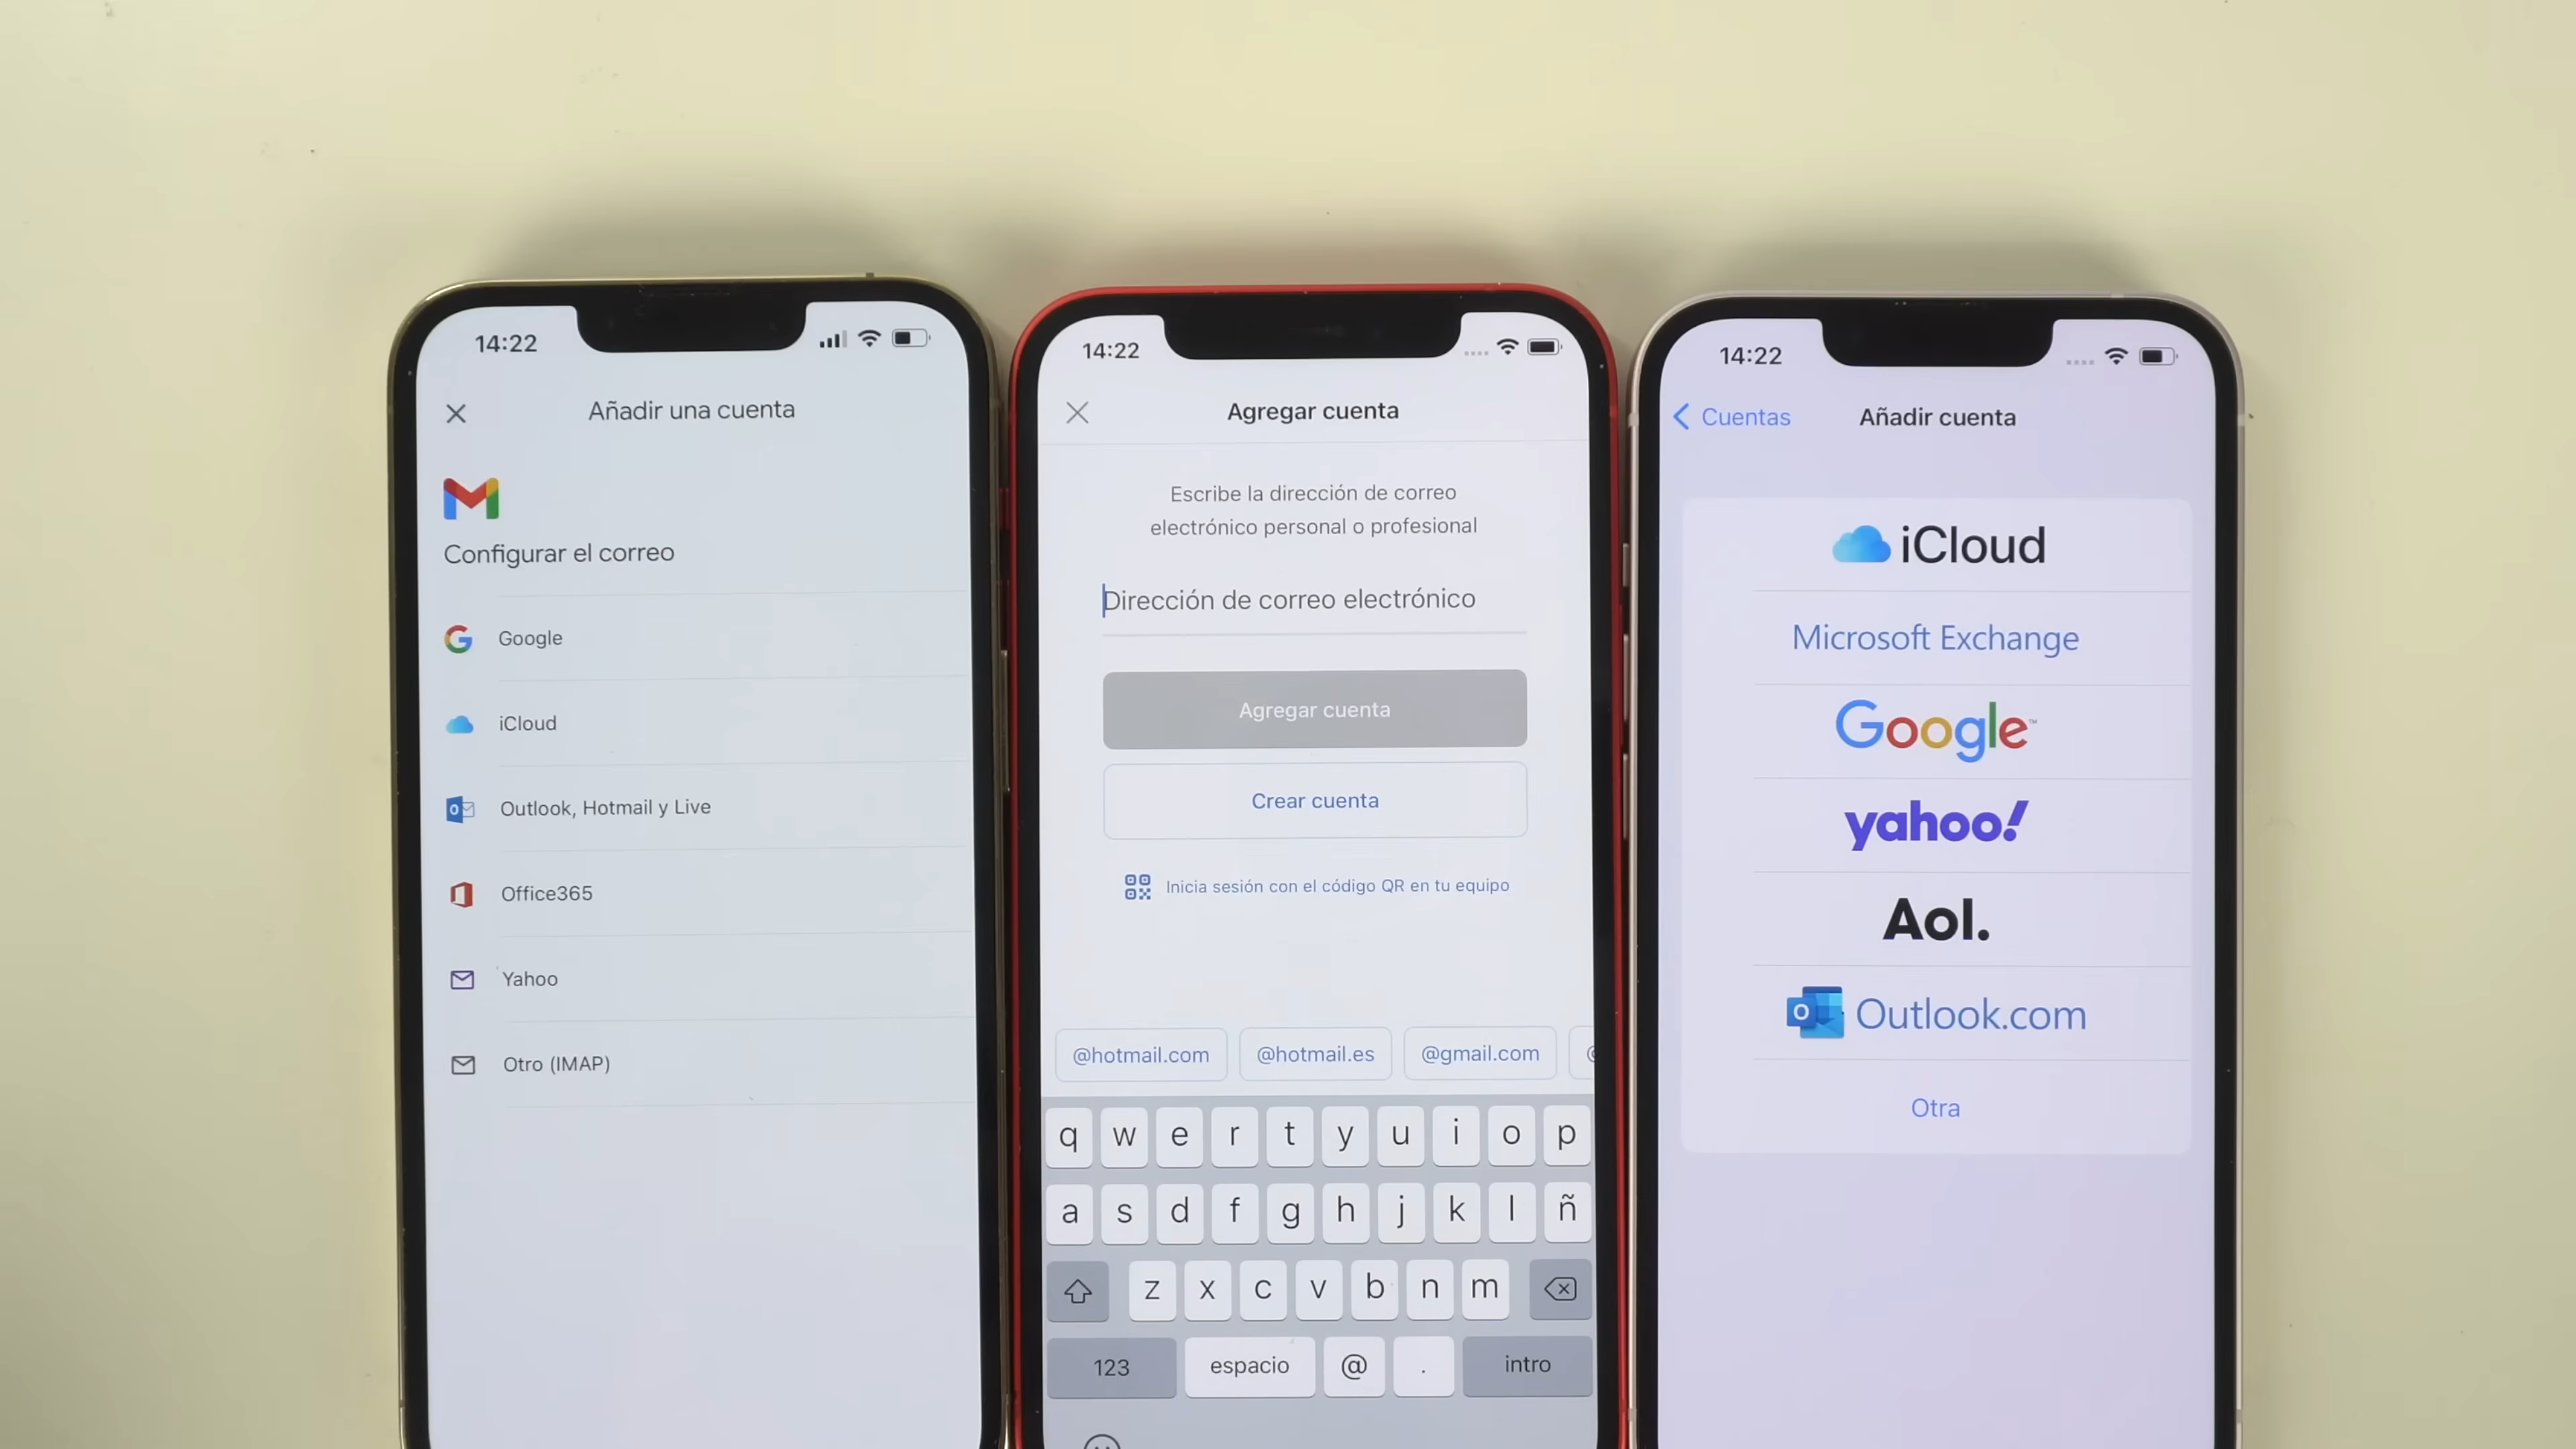 14:22
Añadir una cuenta
Configurar el correo
Google
iCloud
Outlook, Hotmail y Live
Office365
Yahoo
Otro (IMAP)
14:22
Agregar cuenta
Escribe la dirección de correo
electrónico personal o profesional
Dirección de correo electrónico
Agregar cuenta
Crear cuenta
Inicia sesión con el código QR en tu equipo
@hotmail.com @hotmail.es @gmail.com
q w e r t y u i o p
a s d f g h j k l ñ
z x c v b n m
123 espacio @ . intro
14:22
Cuentas Añadir cuenta
iCloud
Microsoft Exchange
Google™
yahoo!
Aol.
Outlook.com
Otra